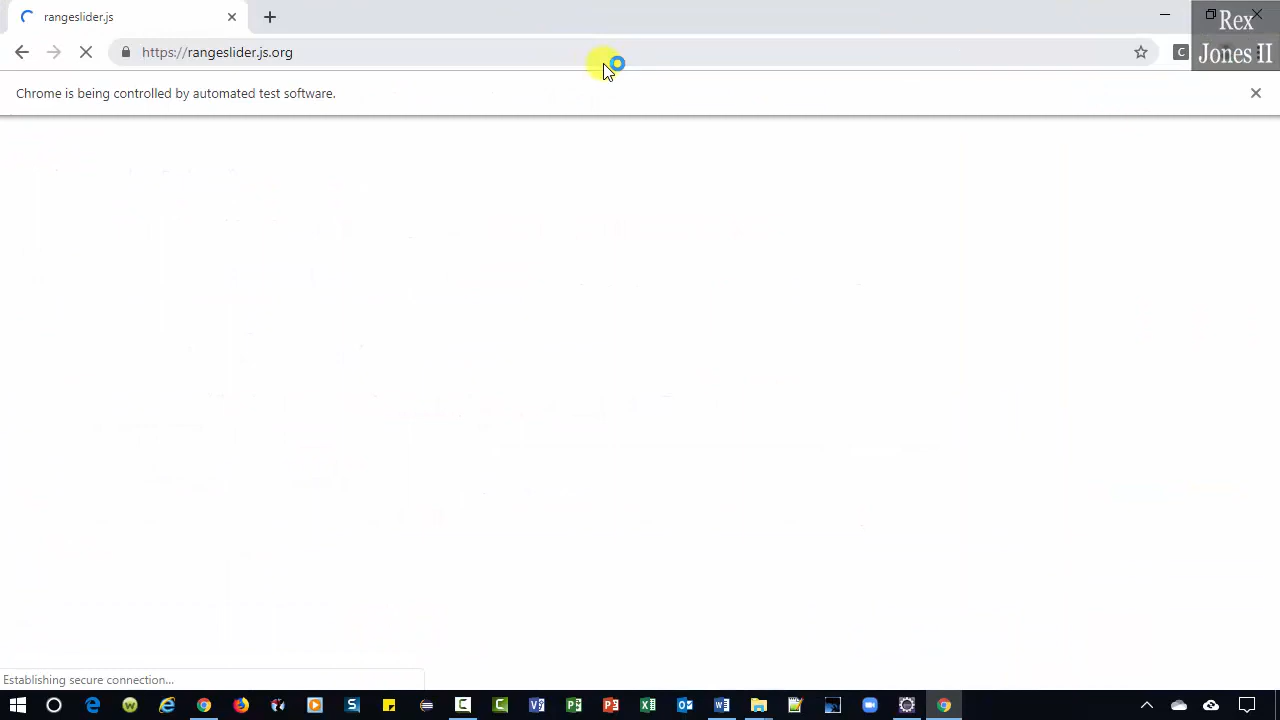 rangeslider.js
Rex
https://rangeslider.js.org
C
Jones II
Chrome is being controlled by automated test software.
Establishing secure connection...